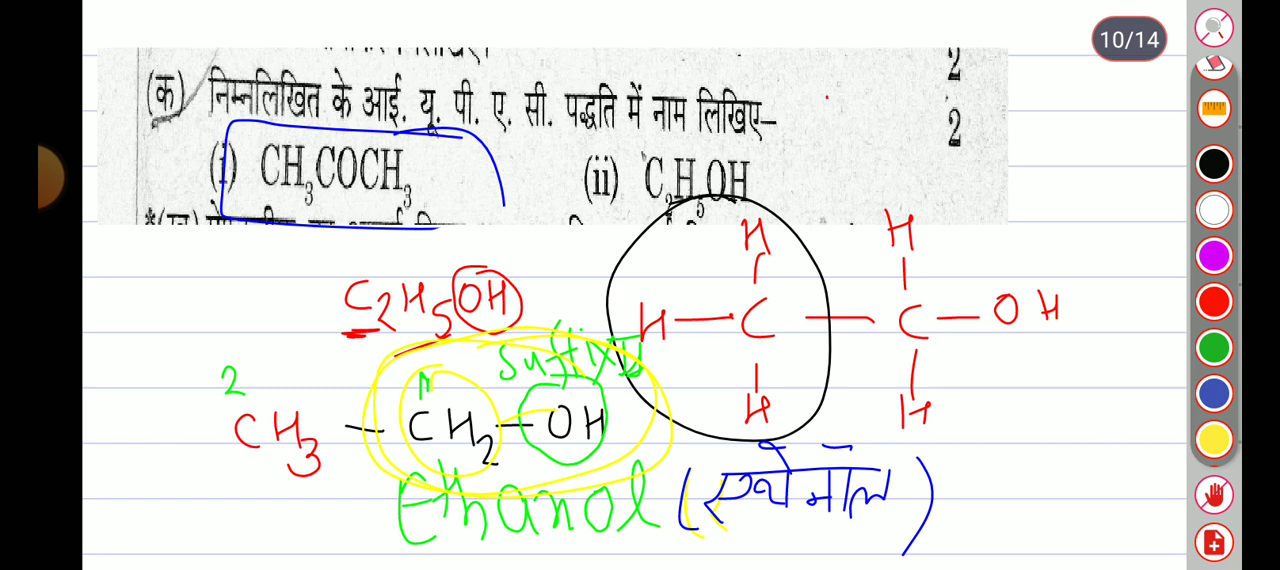 10/14
2
(क) निम्नलिखित के आई. यू. पी. ए. सी. पद्धति में नाम लिखिए– 2
(i) CH₃COCH₃ (ii) C₂H₅OH
H H
C₂H₅OH
H — C — C — OH
suffix
2 1
CH₃ — CH₂ — OH
H H
Ethanol (एथेनॉल)